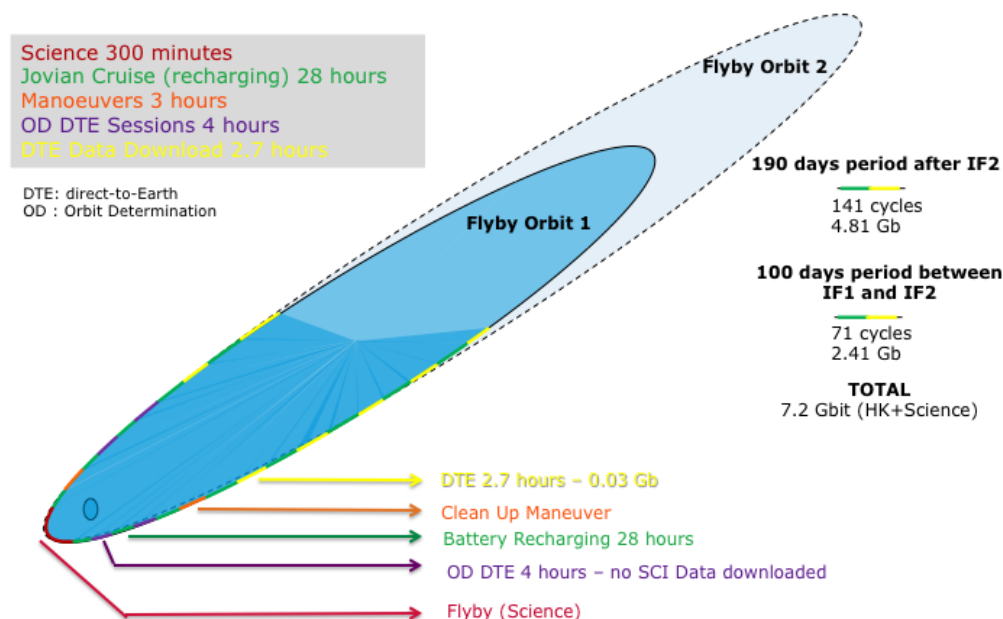 Science 300 minutes
Jovian Cruise (recharging) 28 hours
Manoeuvers 3 hours
OD DTE Sessions 4 hours
DTE Data Download 2.7 hours
DTE: direct-to-Earth
OD : Orbit Determination
Flyby Orbit 2
Flyby Orbit 1
190 days period after IF2
141 cycles
4.81 Gb
100 days period between
IF1 and IF2
71 cycles
2.41 Gb
TOTAL
7.2 Gbit (HK+Science)
DTE 2.7 hours – 0.03 Gb
Clean Up Maneuver
Battery Recharging 28 hours
OD DTE 4 hours – no SCI Data downloaded
Flyby (Science)